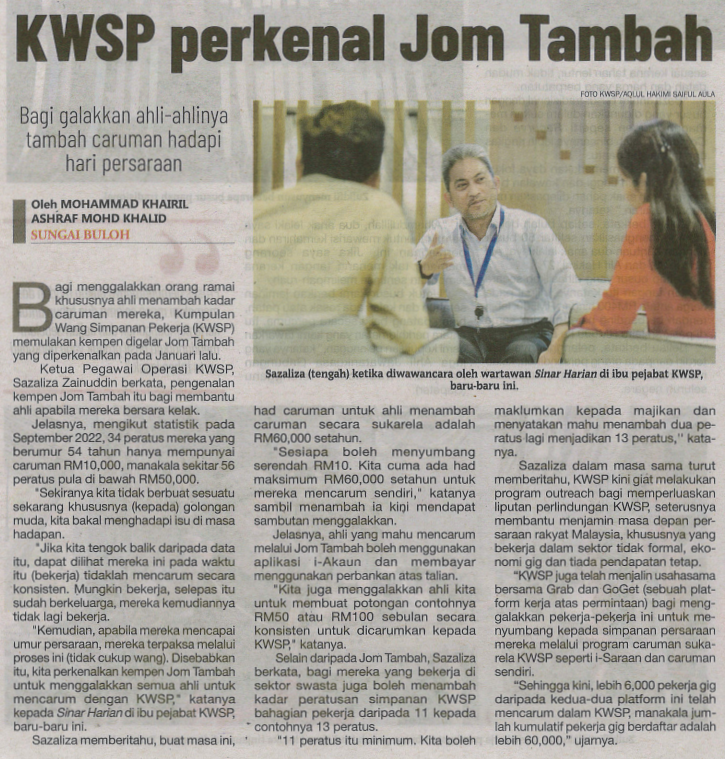 KWSP perkenal Jom Tambah
FOTO KWSP/AQLUL HAKIMI SAIFUL AULA
Bagi galakkan ahli-ahlinya
tambah caruman hadapi
hari persaraan
Oleh MOHAMMAD KHAIRIL
ASHRAF MOHD KHALID
SUNGAI BULOH
Sazaliza (tengah) ketika diwawancara oleh wartawan Sinar Harian di ibu pejabat KWSP,
baru-baru ini.
Bagi menggalakkan orang ramai
khususnya ahli menambah kadar
caruman mereka, Kumpulan
Wang Simpanan Pekerja (KWSP)
memulakan kempen digelar Jom Tambah
yang diperkenalkan pada Januari lalu.
Ketua Pegawai Operasi KWSP,
Sazaliza Zainuddin berkata, pengenalan
kempen Jom Tambah itu bagi membantu
ahli apabila mereka bersara kelak.
Jelasnya, mengikut statistik pada
September 2022, 34 peratus mereka yang
berumur 54 tahun hanya mempunyai
caruman RM10,000, manakala sekitar 56
peratus pula di bawah RM50,000.
"Sekiranya kita tidak berbuat sesuatu
sekarang khususnya (kepada) golongan
muda, kita bakal menghadapi isu di masa
hadapan.
"Jika kita tengok balik daripada data
itu, dapat dilihat mereka ini pada waktu
itu (bekerja) tidaklah mencarum secara
konsisten. Mungkin bekerja, selepas itu
sudah berkeluarga, mereka kemudiannya
tidak lagi bekerja.
"Kemudian, apabila mereka mencapai
umur persaraan, mereka terpaksa melalui
proses ini (tidak cukup wang). Disebabkan
itu, kita perkenalkan kempen Jom Tambah
untuk menggalakkan semua ahli untuk
mencarum dengan KWSP," katanya
kepada Sinar Harian di ibu pejabat KWSP,
baru-baru ini.
Sazaliza memberitahu, buat masa ini,
had caruman untuk ahli menambah
caruman secara sukarela adalah
RM60,000 setahun.
"Sesiapa boleh menyumbang
serendah RM10. Kita cuma ada had
maksimum RM60,000 setahun untuk
mereka mencarum sendiri," katanya
sambil menambah ia kini mendapat
sambutan menggalakkan.
Jelasnya, ahli yang mahu mencarum
melalui Jom Tambah boleh menggunakan
aplikasi i-Akaun dan membayar
menggunakan perbankan atas talian.
"Kita juga menggalakkan ahli kita
untuk membuat potongan contohnya
RM50 atau RM100 sebulan secara
konsisten untuk dicarumkan kepada
KWSP," katanya.
Selain daripada Jom Tambah, Sazaliza
berkata, bagi mereka yang bekerja di
sektor swasta juga boleh menambah
kadar peratusan simpanan KWSP
bahagian pekerja daripada 11 kepada
contohnya 13 peratus.
"11 peratus itu minimum. Kita boleh
maklumkan kepada majikan dan
menyatakan mahu menambah dua pe-
ratus lagi menjadikan 13 peratus," kata-
nya.
Sazaliza dalam masa sama turut
memberitahu, KWSP kini giat melakukan
program outreach bagi memperluaskan
liputan perlindungan KWSP, seterusnya
membantu menjamin masa depan per-
saraan rakyat Malaysia, khususnya yang
bekerja dalam sektor tidak formal, eko-
nomi gig dan tiada pendapatan tetap.
"KWSP juga telah menjalin usahasama
bersama Grab dan GoGet (sebuah plat-
form kerja atas permintaan) bagi meng-
galakkan pekerja-pekerja ini untuk me-
nyumbang kepada simpanan persaraan
mereka melalui program caruman suka-
rela KWSP seperti i-Saraan dan caruman
sendiri.
"Sehingga kini, lebih 6,000 pekerja gig
daripada kedua-dua platform ini telah
mencarum dalam KWSP, manakala jum-
lah kumulatif pekerja gig berdaftar adalah
lebih 60,000," ujarnya.